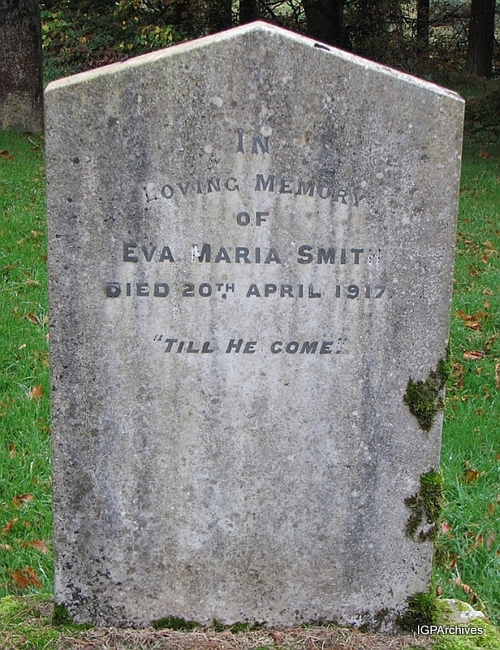 IN
LOVING MEMORY
OF
EVA MARIA SMITH
DIED 20TH APRIL 1917.
"TILL HE COME."
IGPArchives